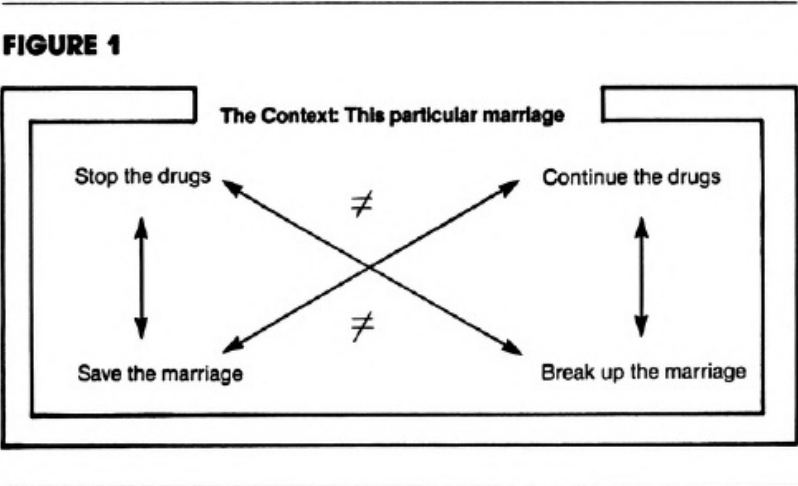 FIGURE 1
The Context: This particular marriage
Stop the drugs
Continue the drugs
≠
≠
Save the marriage
Break up the marriage